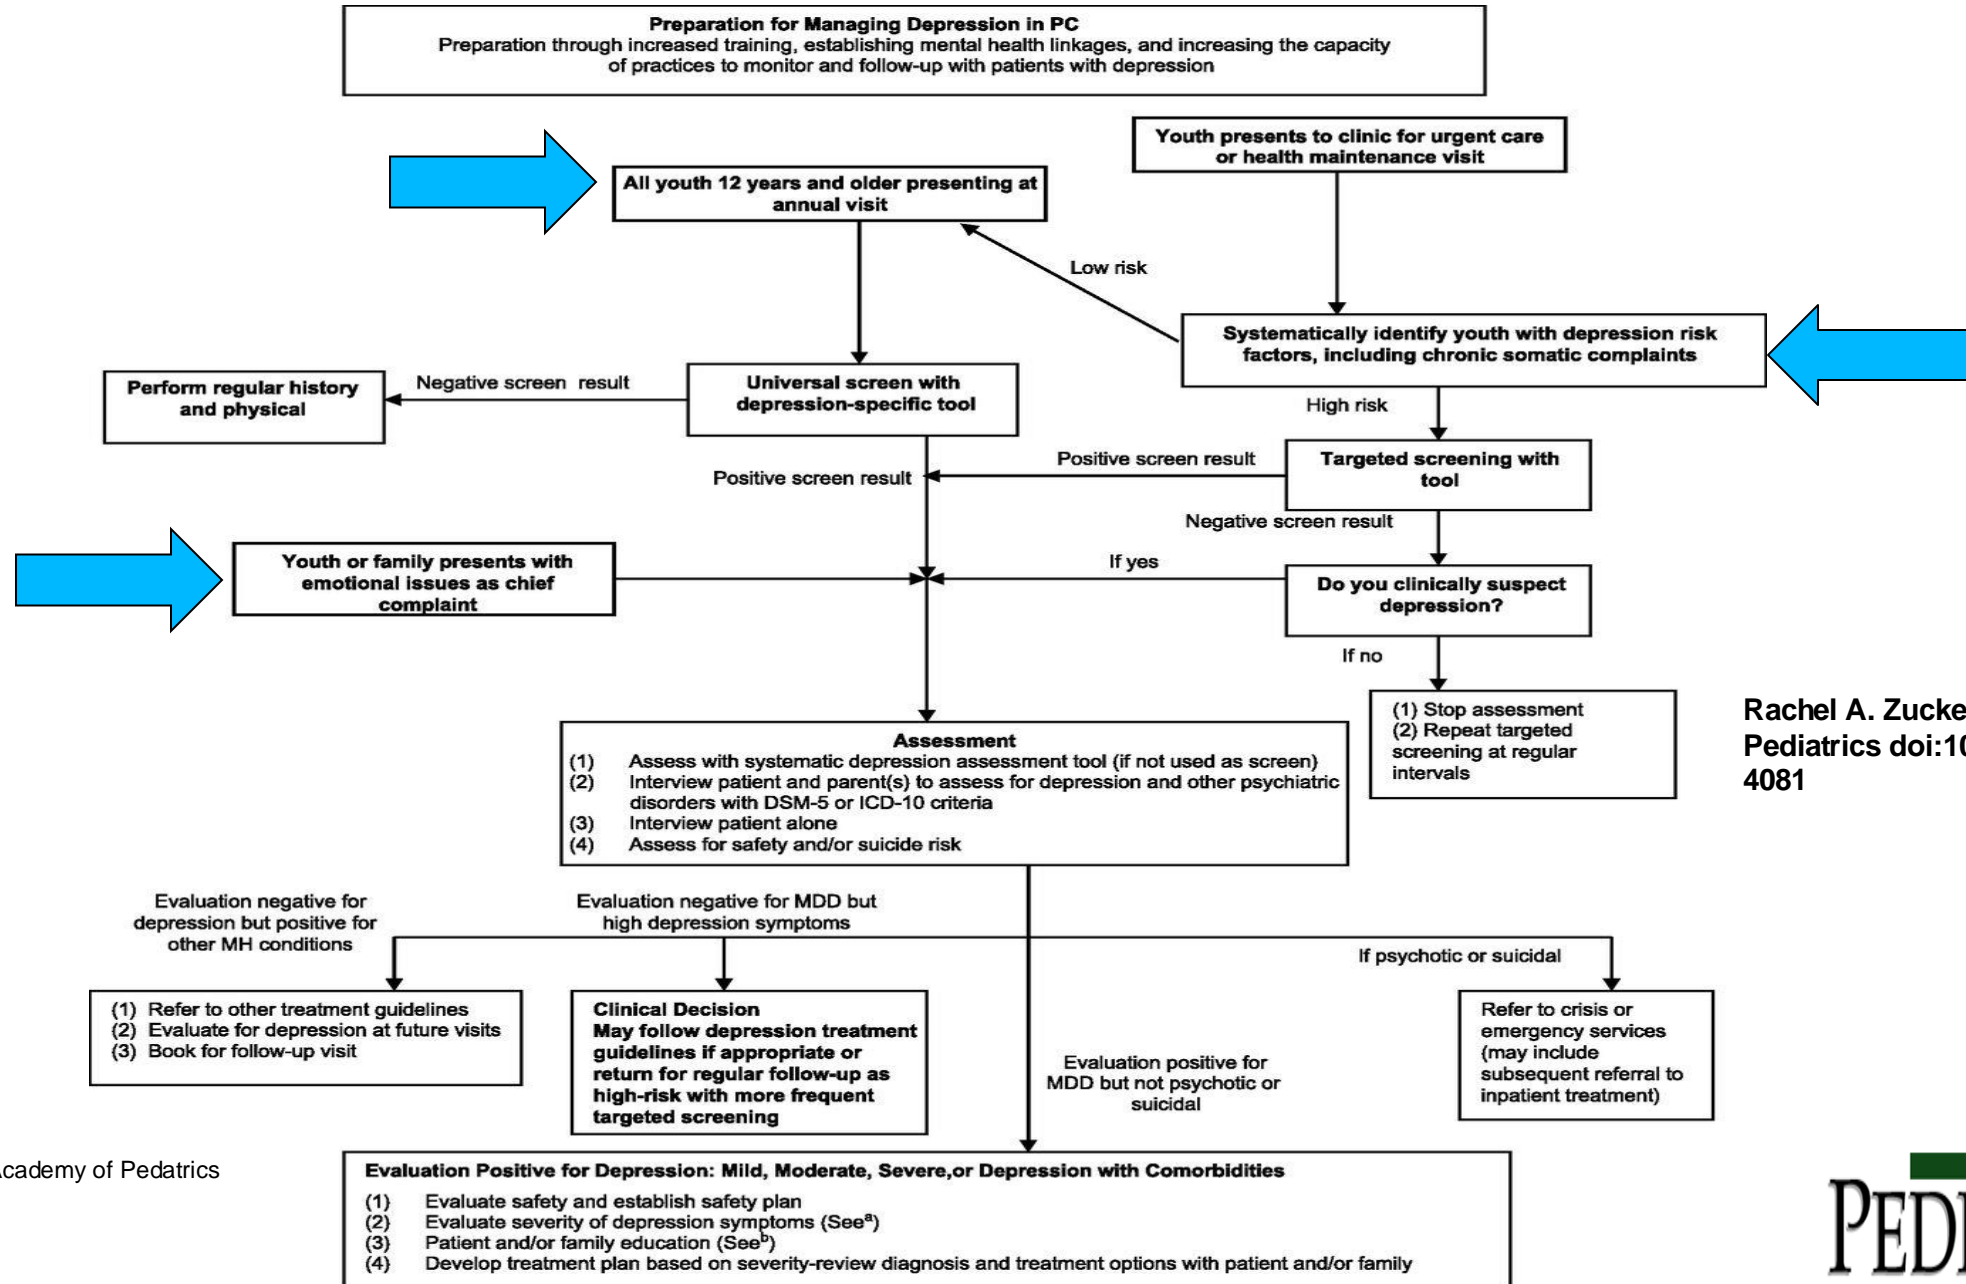 Preparation for Managing Depression in PC
Preparation through increased training, establishing mental health linkages, and increasing the capacity
of practices to monitor and follow-up with patients with depression
Youth presents to clinic for urgent care
or health maintenance visit
All youth 12 years and older presenting at
annual visit
Low risk
Systematically identify youth with depression risk
factors, including chronic somatic complaints
Perform regular history
and physical
Negative screen result
Universal screen with
depression-specific tool
High risk
Positive screen result
Positive screen result
Targeted screening with
tool
Negative screen result
Youth or family presents with
emotional issues as chief
complaint
If yes
Do you clinically suspect
depression?
If no
(1) Stop assessment
(2) Repeat targeted
screening at regular
intervals
Rachel A. Zucke
Pediatrics doi:10
4081
Assessment
(1) Assess with systematic depression assessment tool (if not used as screen)
(2) Interview patient and parent(s) to assess for depression and other psychiatric
disorders with DSM-5 or ICD-10 criteria
(3) Interview patient alone
(4) Assess for safety and/or suicide risk
Evaluation negative for
depression but positive for
other MH conditions
Evaluation negative for MDD but
high depression symptoms
If psychotic or suicidal
(1) Refer to other treatment guidelines
(2) Evaluate for depression at future visits
(3) Book for follow-up visit
Clinical Decision
May follow depression treatment
guidelines if appropriate or
return for regular follow-up as
high-risk with more frequent
targeted screening
Evaluation positive for
MDD but not psychotic or
suicidal
Refer to crisis or
emergency services
(may include
subsequent referral to
inpatient treatment)
Academy of Pedatrics
Evaluation Positive for Depression: Mild, Moderate, Severe,or Depression with Comorbidities
(1) Evaluate safety and establish safety plan
(2) Evaluate severity of depression symptoms (See a)
(3) Patient and/or family education (See b)
(4) Develop treatment plan based on severity-review diagnosis and treatment options with patient and/or family
PEDI